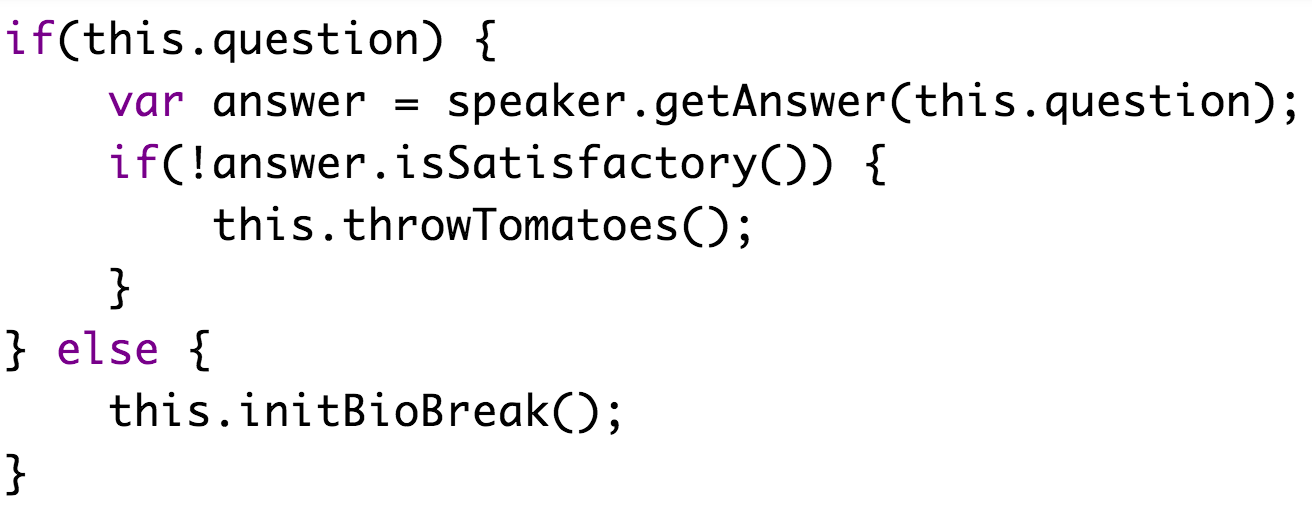 if(this.question) {
    var answer = speaker.getAnswer(this.question);
    if(!answer.isSatisfactory()) {
        this.throwTomatoes();
    }
} else {
    this.initBioBreak();
}